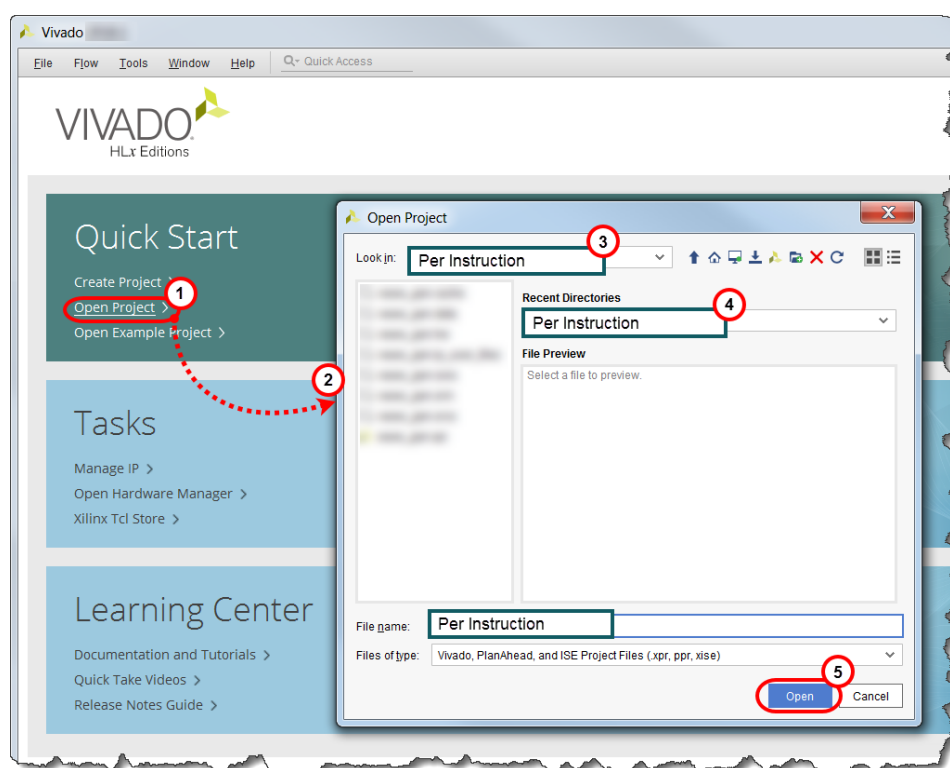 Vivado
File Flow Tools Window Help Quick Access
VIVADO.
HLx Editions
Quick Start
Create Project >
1
Open Project >
Open Example Project >
2
Tasks
Manage IP >
Open Hardware Manager >
Xilinx Tcl Store >
Learning Center
Documentation and Tutorials >
Quick Take Videos >
Release Notes Guide >
Open Project
X
3
Look in: Per Instruction
Recent Directories
4
Per Instruction
File Preview
Select a file to preview.
File name: Per Instruction
Files of type: Vivado, PlanAhead, and ISE Project Files (.xpr, ppr, xise)
5
Open Cancel